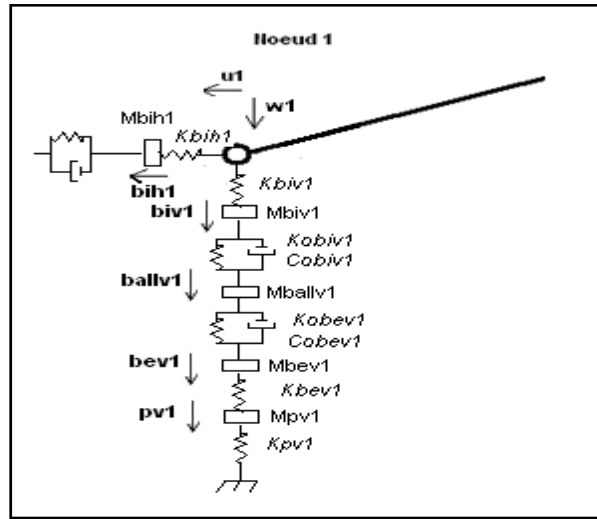 Noeud 1
u1
w1
Mbih1
Kbih1
bih1
Kbiv1
biv1
Mbiv1
Kobiv1
Cobiv1
ballv1
Mballv1
Kobev1
Cobev1
bev1
Mbev1
Kbev1
pv1
Mpv1
Kpv1